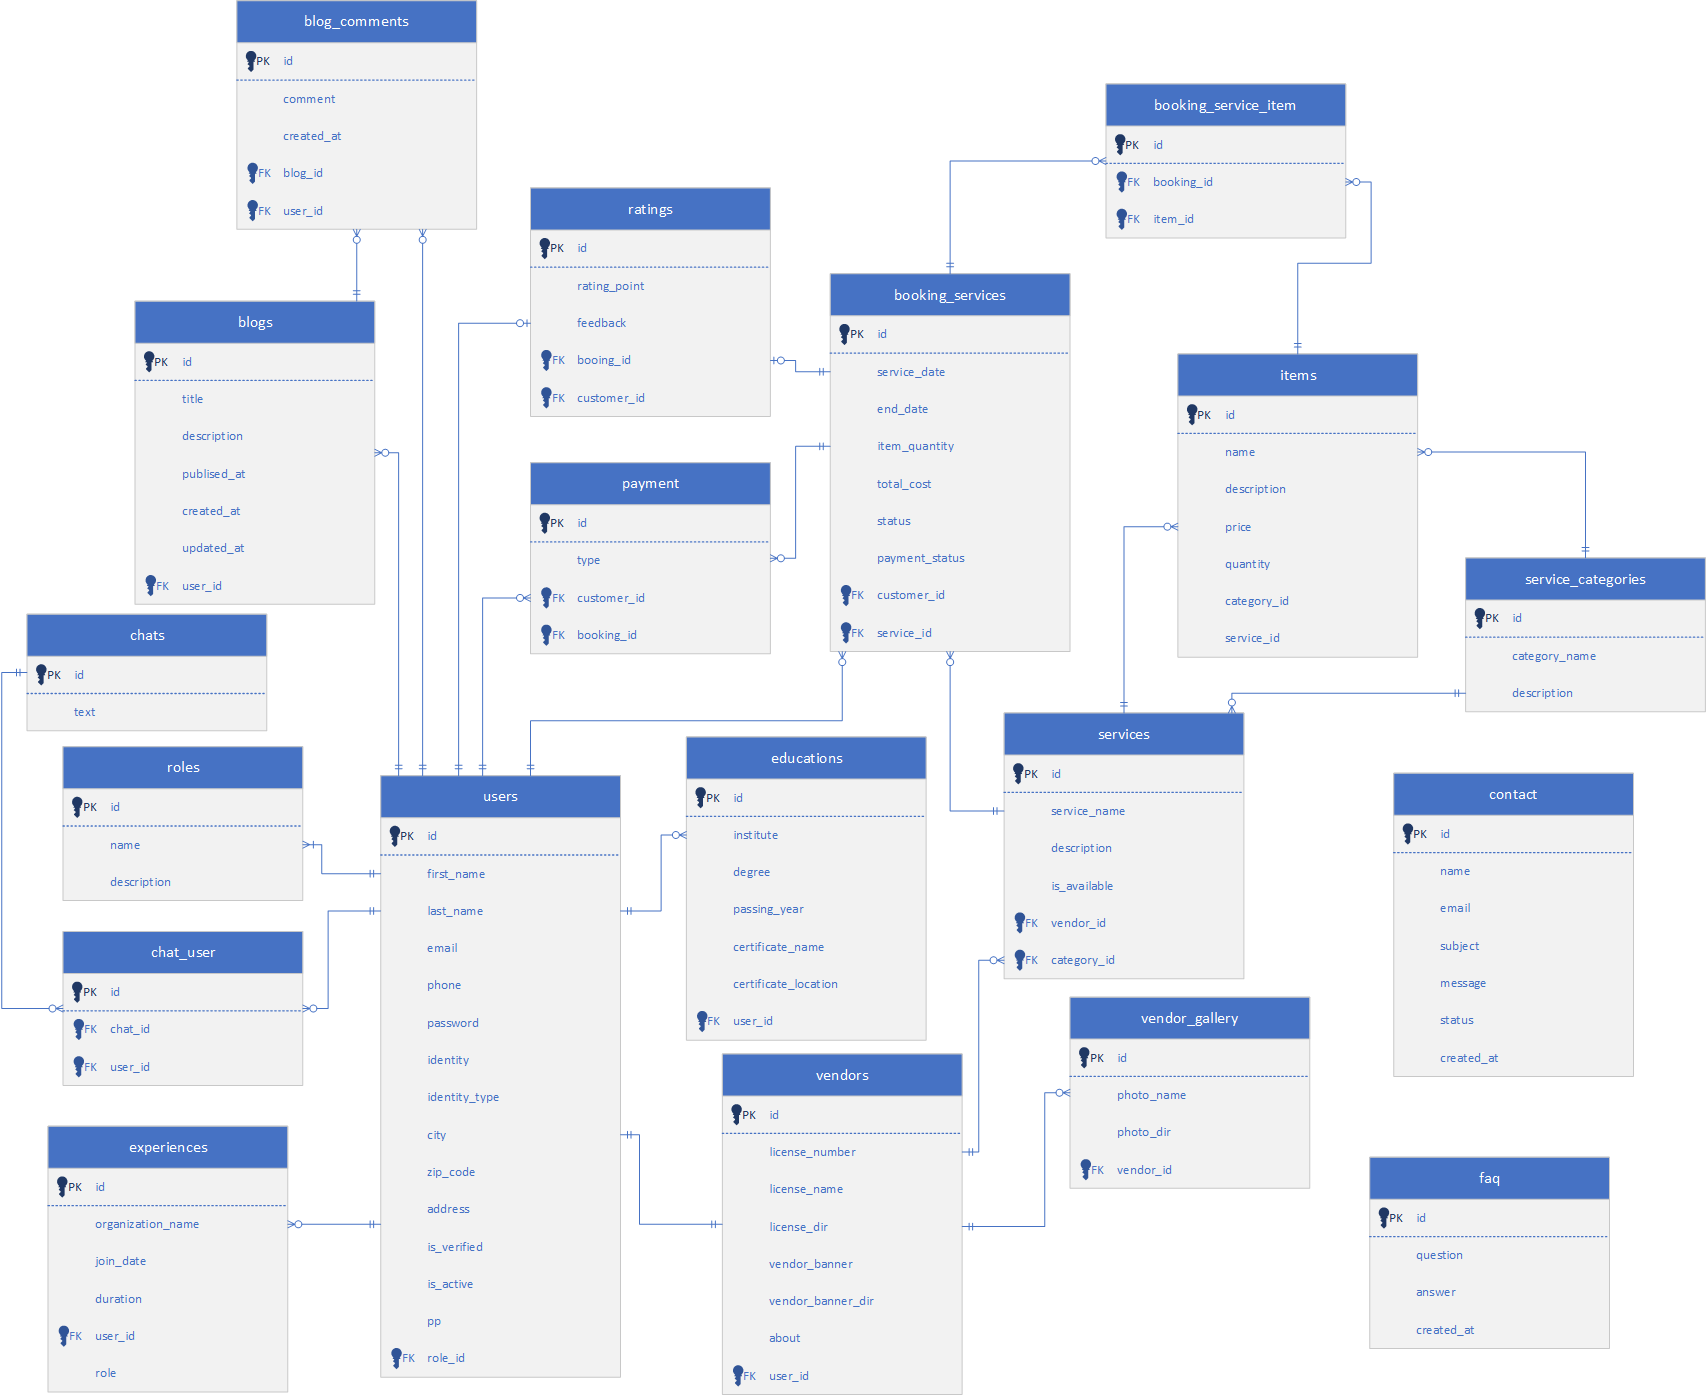 blog_comments
PK id
comment
created_at
FK blog_id
FK user_id
booking_service_item
PK id
FK booking_id
FK item_id
ratings
PK id
rating_point
feedback
FK booing_id
FK customer_id
booking_services
PK id
service_date
end_date
item_quantity
total_cost
status
payment_status
FK customer_id
FK service_id
blogs
PK id
title
description
publised_at
created_at
updated_at
FK user_id
items
PK id
name
description
price
quantity
category_id
service_id
payment
PK id
type
FK customer_id
FK booking_id
service_categories
PK id
category_name
description
chats
PK id
text
services
PK id
service_name
description
is_available
FK vendor_id
FK category_id
educations
PK id
institute
degree
passing_year
certificate_name
certificate_location
FK user_id
roles
PK id
name
description
users
PK id
first_name
last_name
email
phone
password
identity
identity_type
city
zip_code
address
is_verified
is_active
pp
FK role_id
contact
PK id
name
email
subject
message
status
created_at
chat_user
PK id
FK chat_id
FK user_id
vendor_gallery
PK id
photo_name
photo_dir
FK vendor_id
vendors
PK id
license_number
license_name
license_dir
vendor_banner
vendor_banner_dir
about
FK user_id
experiences
PK id
organization_name
join_date
duration
FK user_id
role
faq
PK id
question
answer
created_at